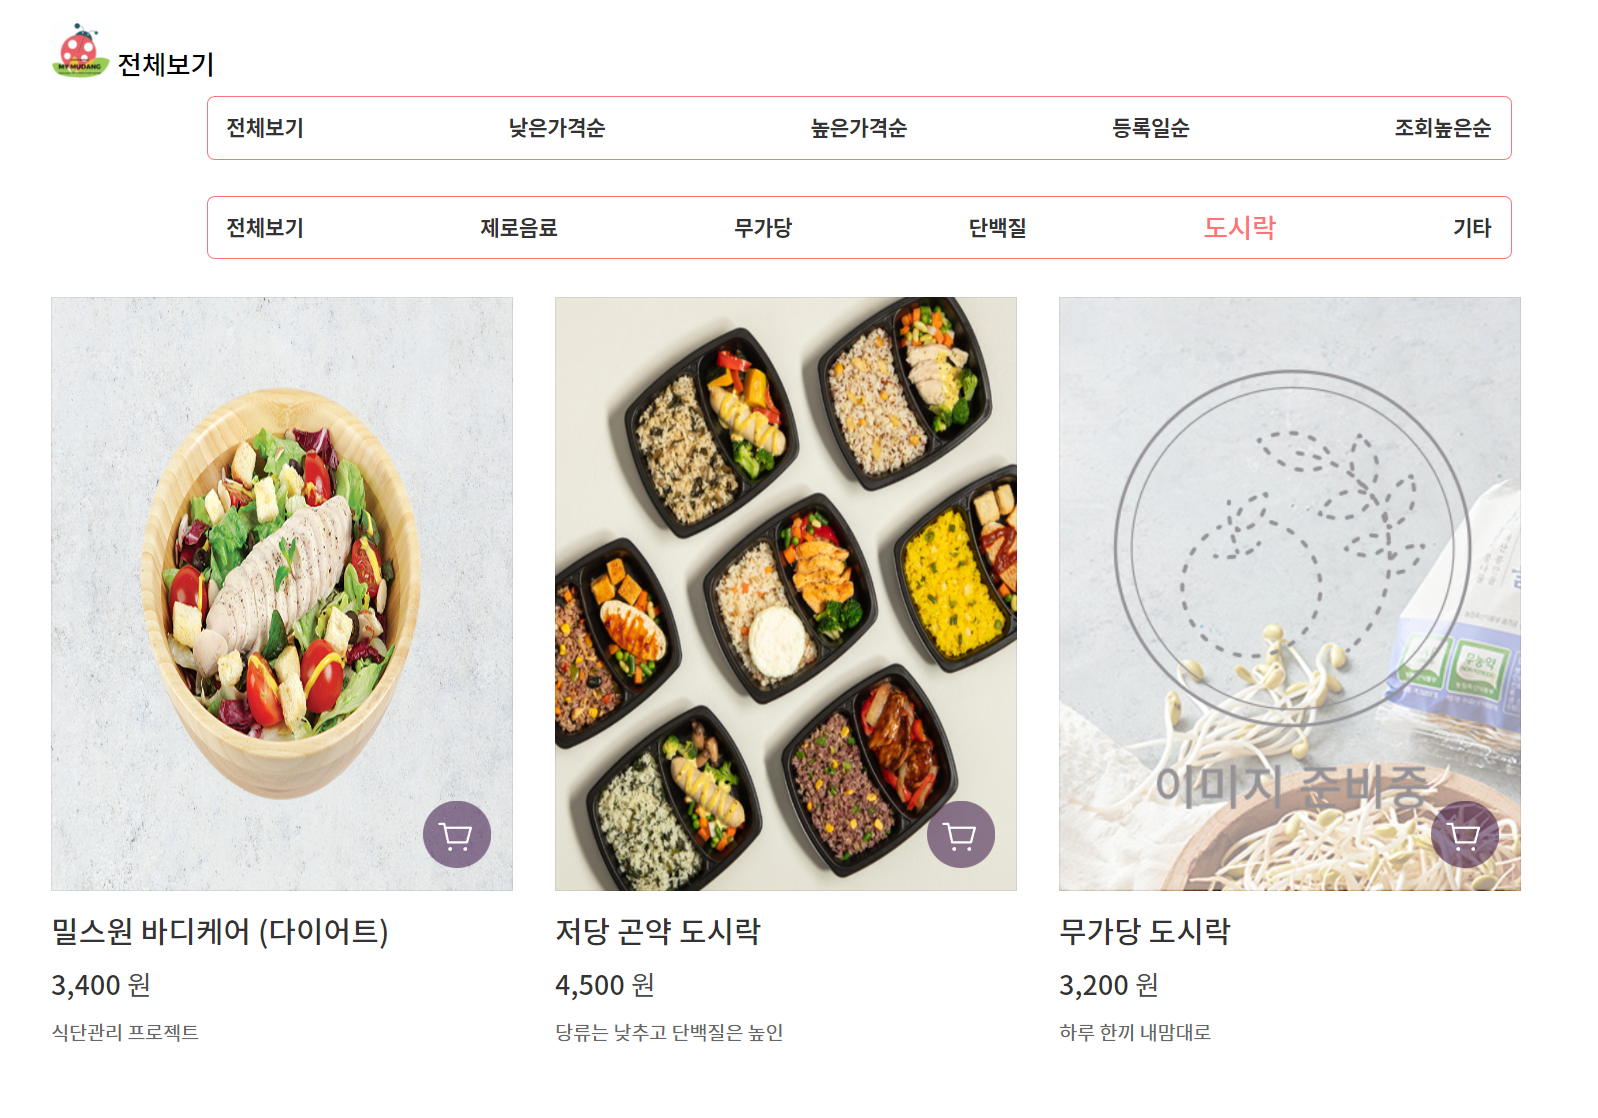 MY MUDANG
전체보기
전체보기 낮은가격순 높은가격순 등록일순 조회높은순
전체보기 제로음료 무가당 단백질 도시락 기타
무농약
이미지 준비중
밀스원 바디케어 (다이어트)
3,400 원
식단관리 프로젝트
저당 곤약 도시락
4,500 원
당류는 낮추고 단백질은 높인
무가당 도시락
3,200 원
하루 한끼 내맘대로